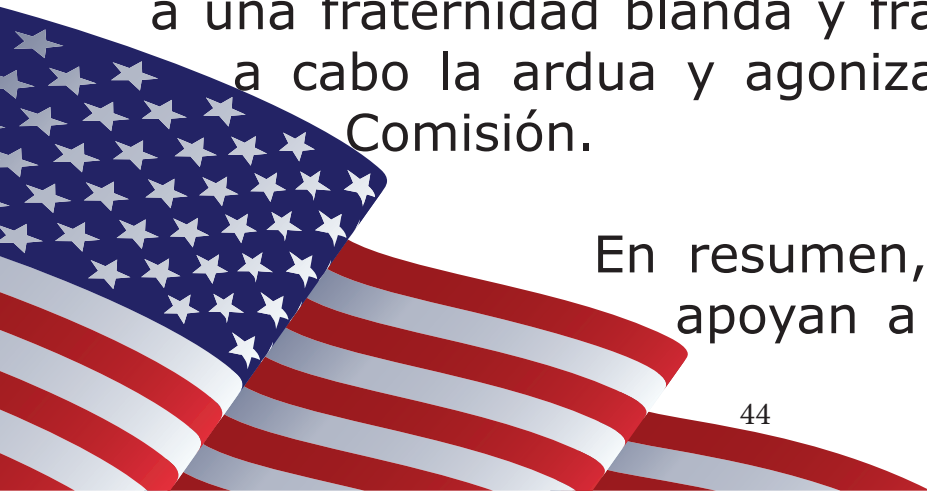 a una fraternidad blanda y
a cabo la ardua y
Comisión.
En resumen,
apoyan a
44